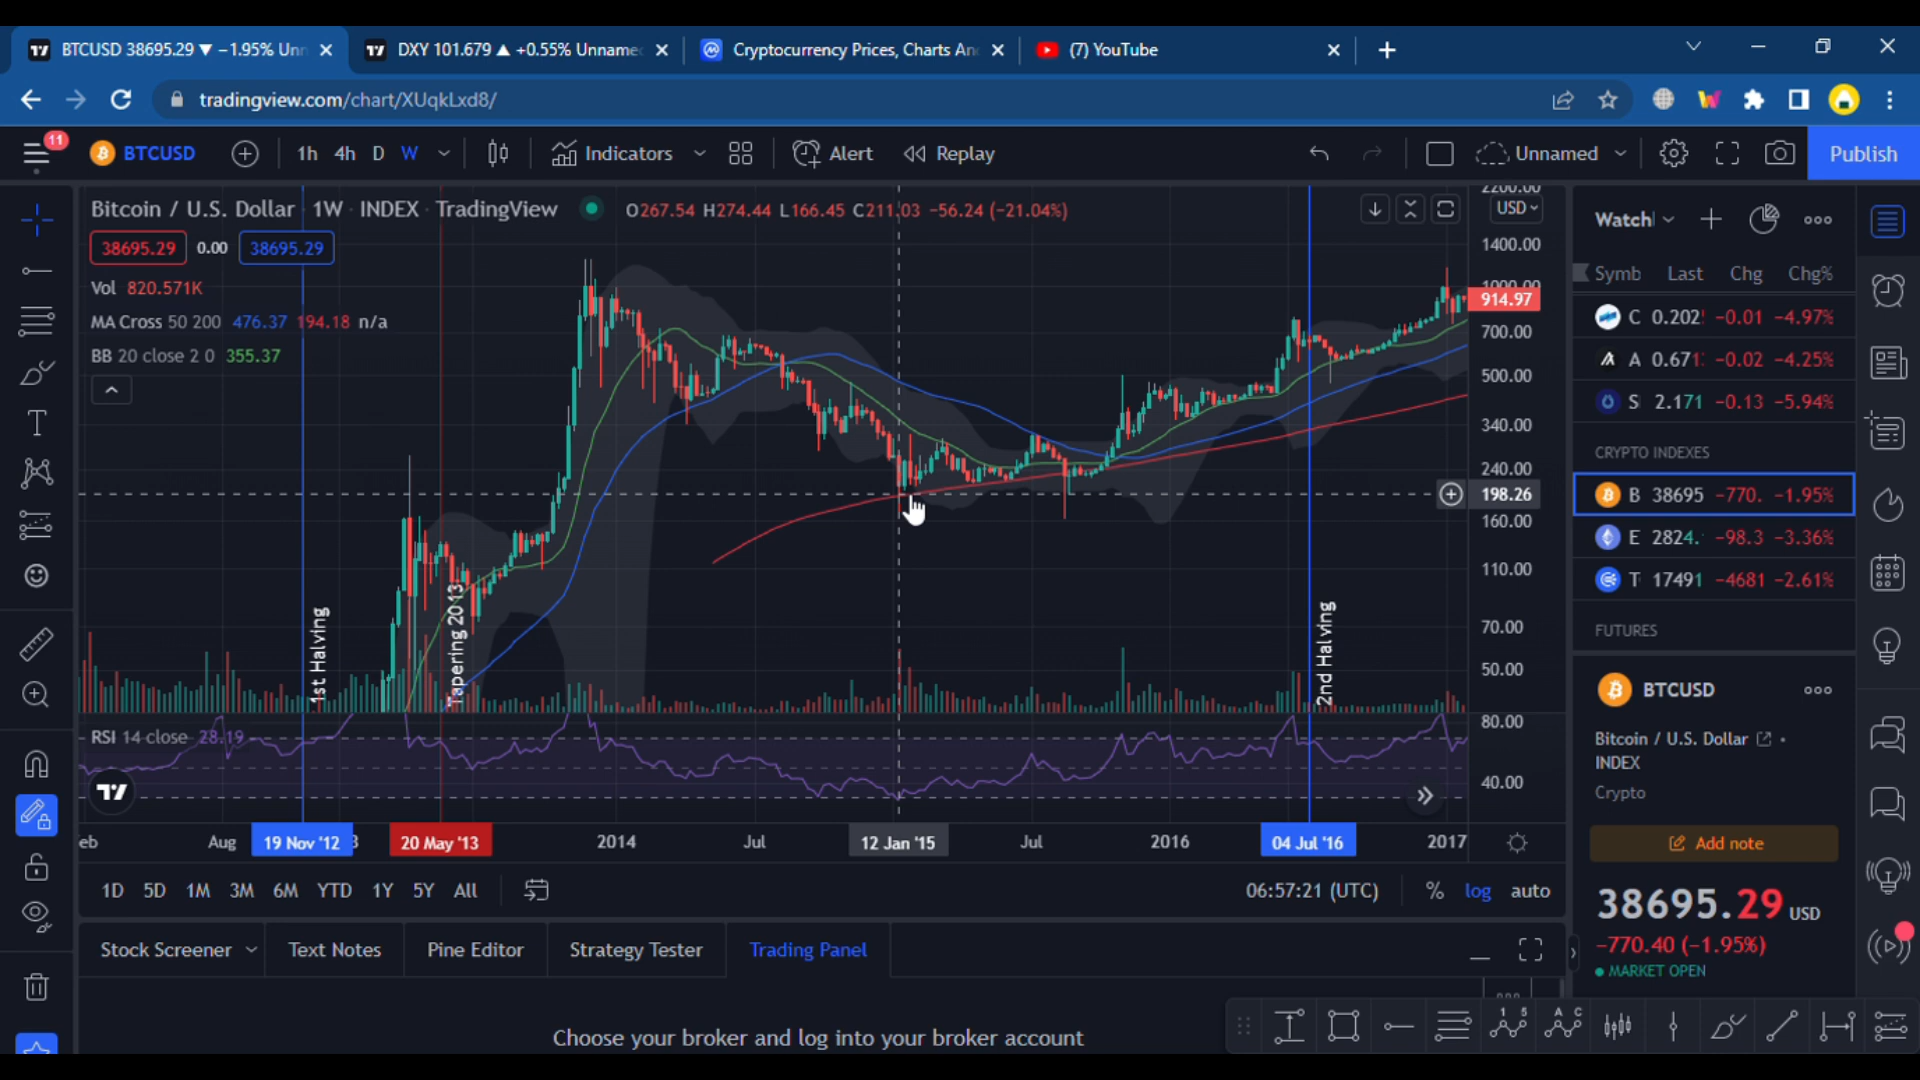 BTCUSD 38695.29 ▼ −1.95% Unn
DXY 101.679 ▲ +0.55% Unname
Cryptocurrency Prices, Charts An
(7) YouTube
tradingview.com/chart/XUqkLxd8/
11
BTCUSD
1h 4h D W
Indicators
Alert
Replay
Unnamed
Publish
Bitcoin / U.S. Dollar 1W INDEX TradingView
O267.54 H274.44 L166.45 C211.03 −56.24 (−21.04%)
38695.29 0.00 38695.29
Vol 820.571K
MA Cross 50 200 476.37 194.18 n/a
BB 20 close 2 0 355.37
1st Halving
Tapering 2013
2nd Halving
2200.00
USD
1400.00
1000.00
914.97
700.00
500.00
340.00
240.00
198.26
160.00
110.00
70.00
50.00
RSI 14 close 28.19
80.00
40.00
eb Aug 19 Nov '12 3 20 May '13 2014 Jul 12 Jan '15 Jul 2016 04 Jul '16 2017
1D 5D 1M 3M 6M YTD 1Y 5Y All
06:57:21 (UTC) % log auto
Stock Screener Text Notes Pine Editor Strategy Tester Trading Panel
Choose your broker and log into your broker account
Watchl
Symb Last Chg Chg%
C 0.202 −0.01 −4.97%
A 0.671 −0.02 −4.25%
S 2.171 −0.13 −5.94%
CRYPTO INDEXES
B 38695 −770. −1.95%
E 2824. −98.3 −3.36%
T 17491 −4681 −2.61%
FUTURES
BTCUSD
Bitcoin / U.S. Dollar
INDEX
Crypto
Add note
38695.29 USD
−770.40 (−1.95%)
MARKET OPEN